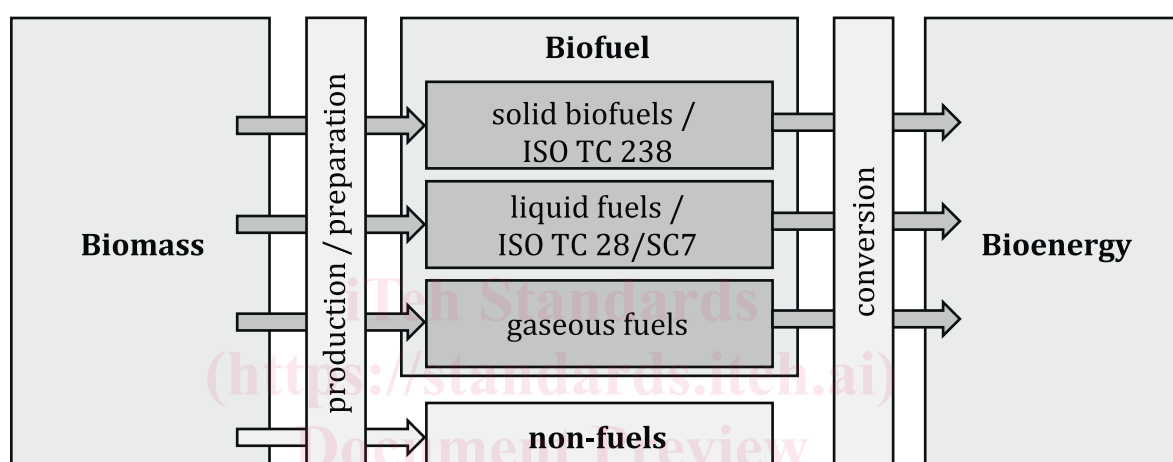 Biomass
production / preparation
Biofuel
solid biofuels /
ISO TC 238
liquid fuels /
ISO TC 28/SC7
gaseous fuels
non-fuels
conversion
Bioenergy
iTeh Standards
(https://standards.iteh.ai)
Document Preview